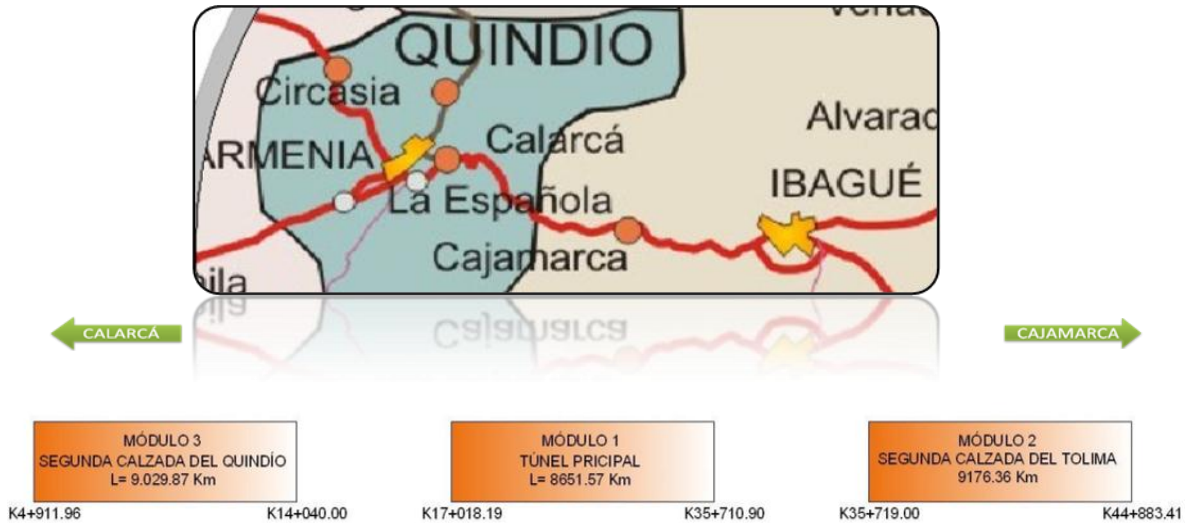 QUINDIO
Circasia
Alvarad
ARMENIA
Calarcá
IBAGUÉ
La Española
Cajamarca
ila
CALARCÁ
CAJAMARCA
MÓDULO 3
SEGUNDA CALZADA DEL QUINDÍO
L= 9.029.87 Km
MÓDULO 1
TÚNEL PRICIPAL
L= 8651.57 Km
MÓDULO 2
SEGUNDA CALZADA DEL TOLIMA
9176.36 Km
K4+911.96
K14+040.00
K17+018.19
K35+710.90
K35+719.00
K44+883.41